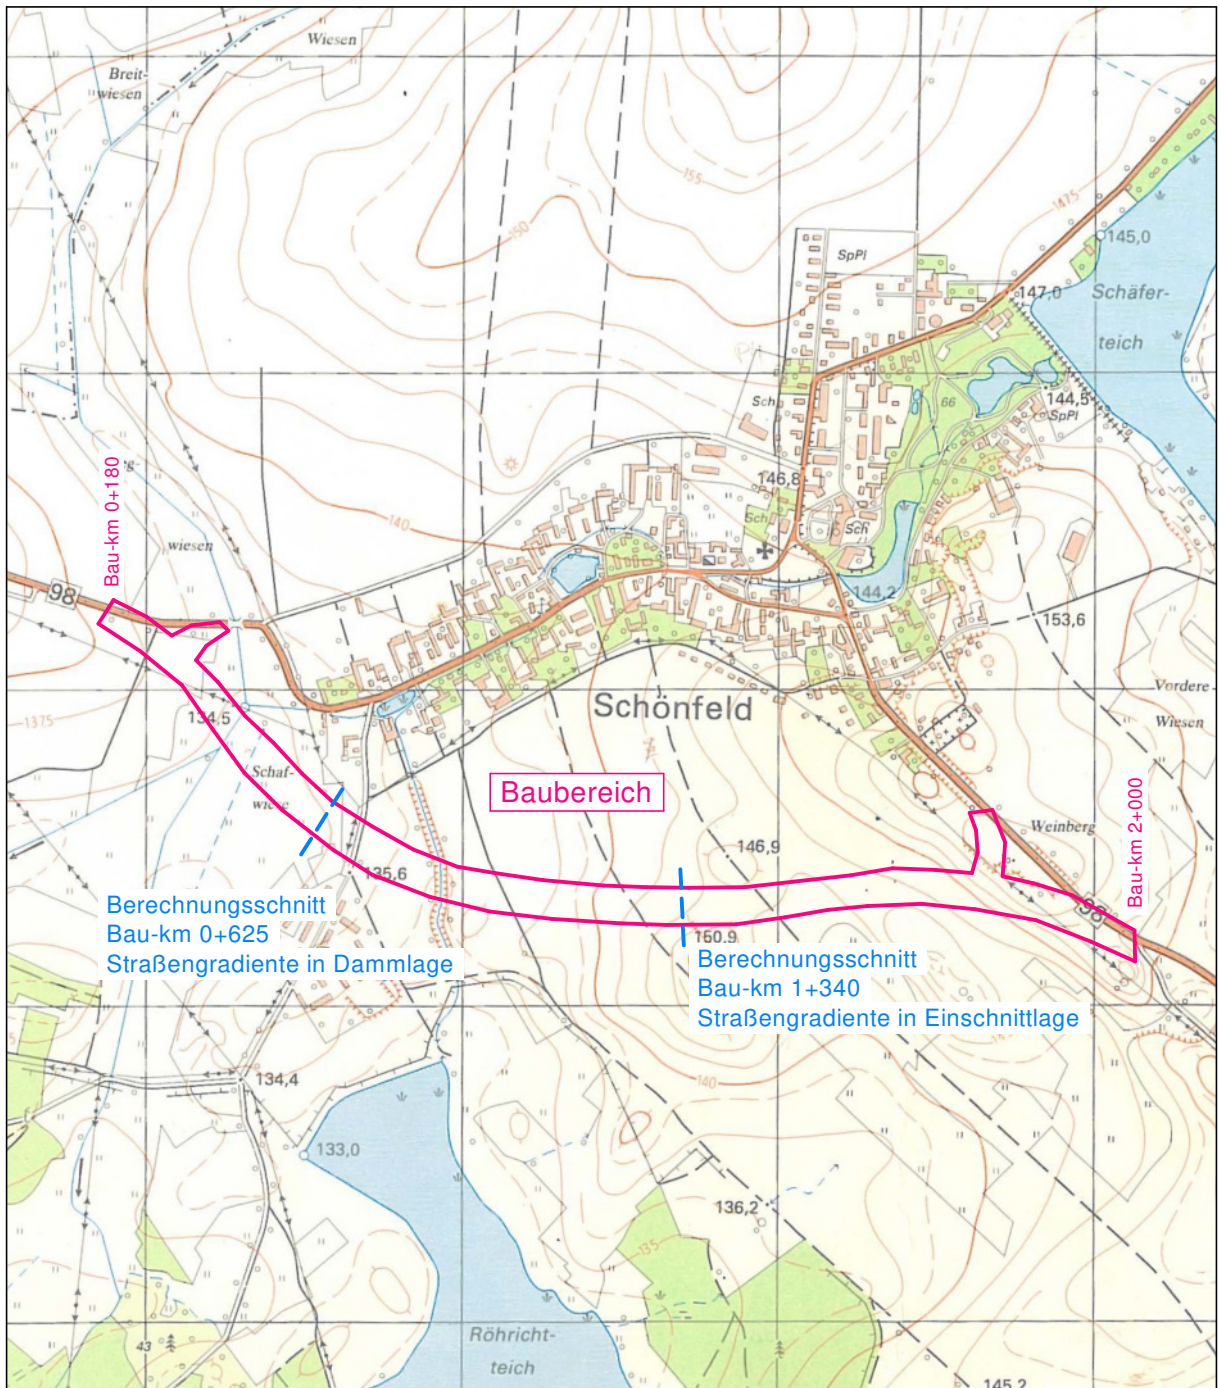 Wiesen
Breit-
wiesen
155
150
1475
145,0
SpPl
147,0
Schäfer-
teich
66
144,5
SpPl
Sch
146,8
Sch
Sch
140
Bau-km 0+180
wiesen
98
144,2
153,6
Schönfeld
Vordere
Wiesen
1375
134,5
Schaf-
wiese
Baubereich
Weinberg
Bau-km 2+000
146,9
135,6
98
150,9
Berechnungsschnitt
Bau-km 0+625
Straßengradiente in Dammlage
Berechnungsschnitt
Bau-km 1+340
Straßengradiente in Einschnittlage
134,4
140
133,0
136,2
135
Röhricht-
teich
43
145,2